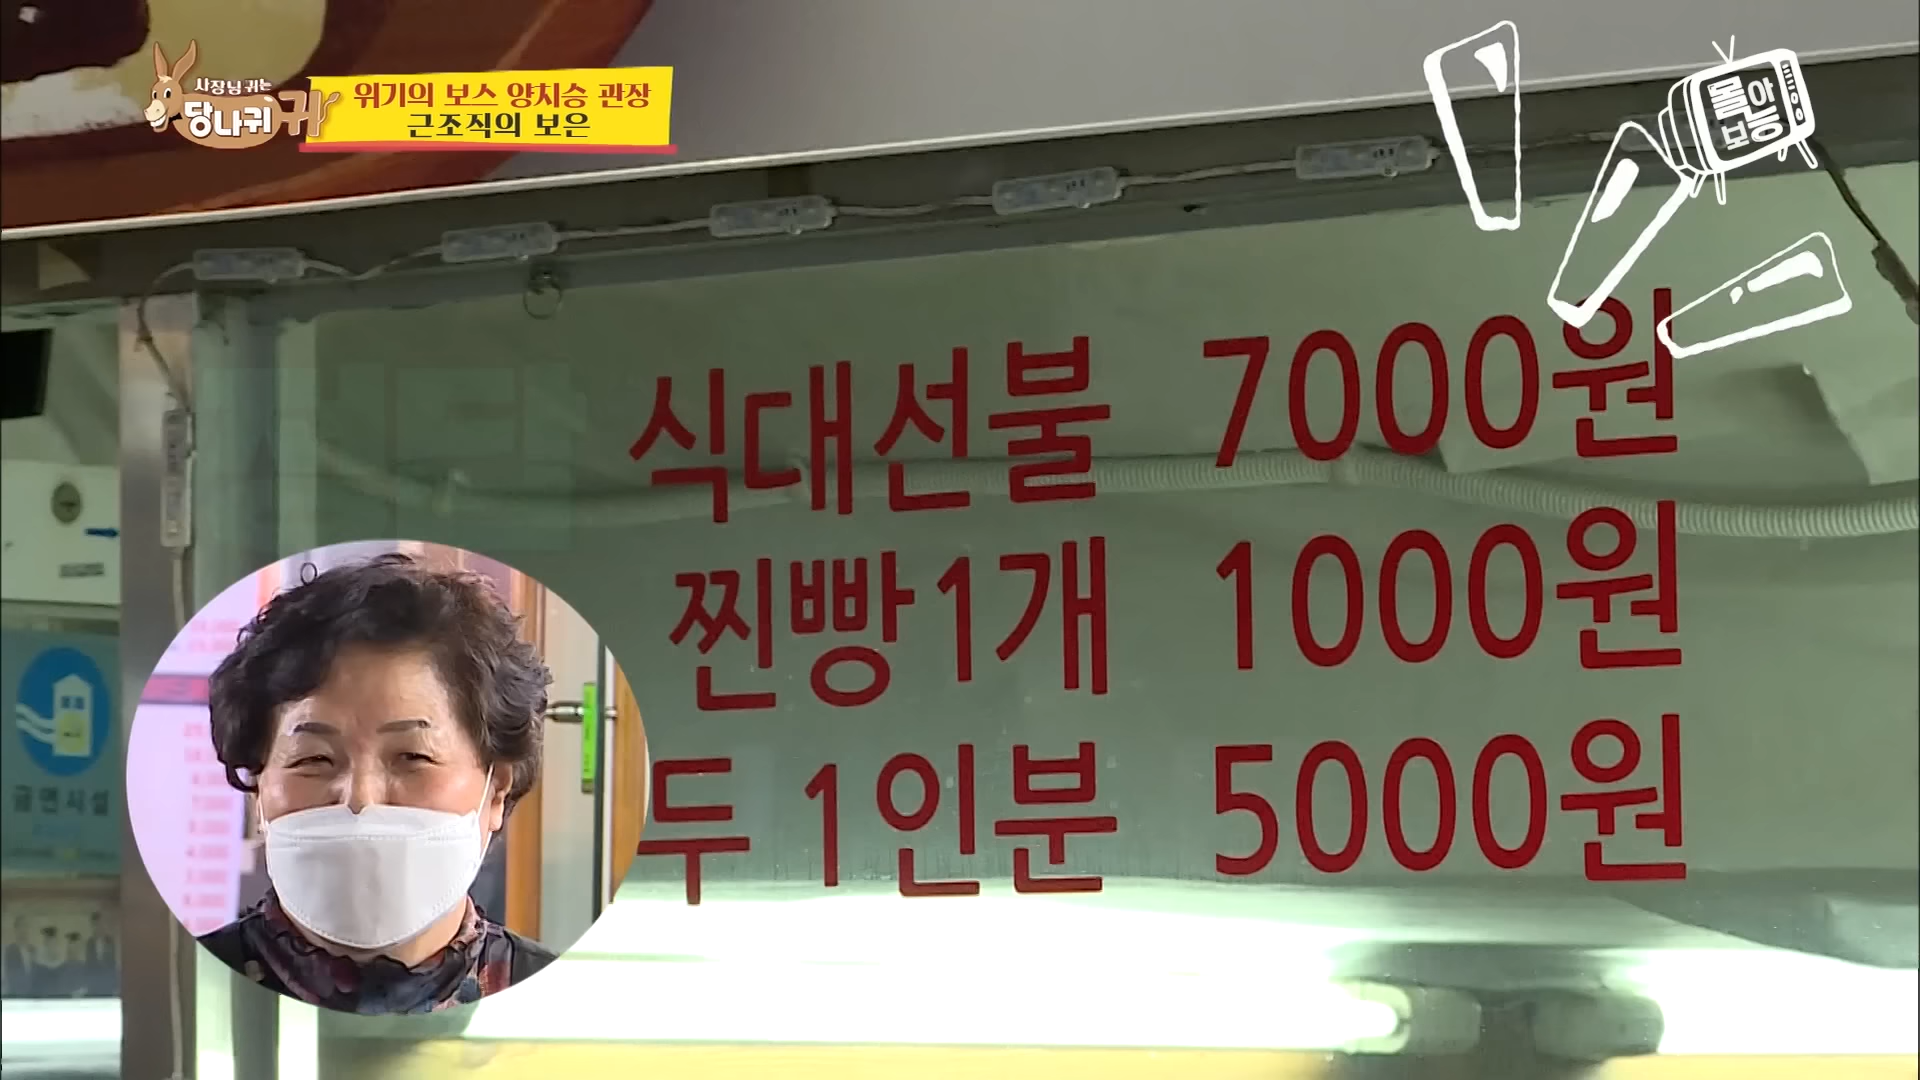 사장님 귀는
당나귀 귀
위기의 보스 양치승 관장
근조직의 보은
몰아보는
식대선불 7000원
찐빵1개 1000원
두 1인분 5000원
금연시설